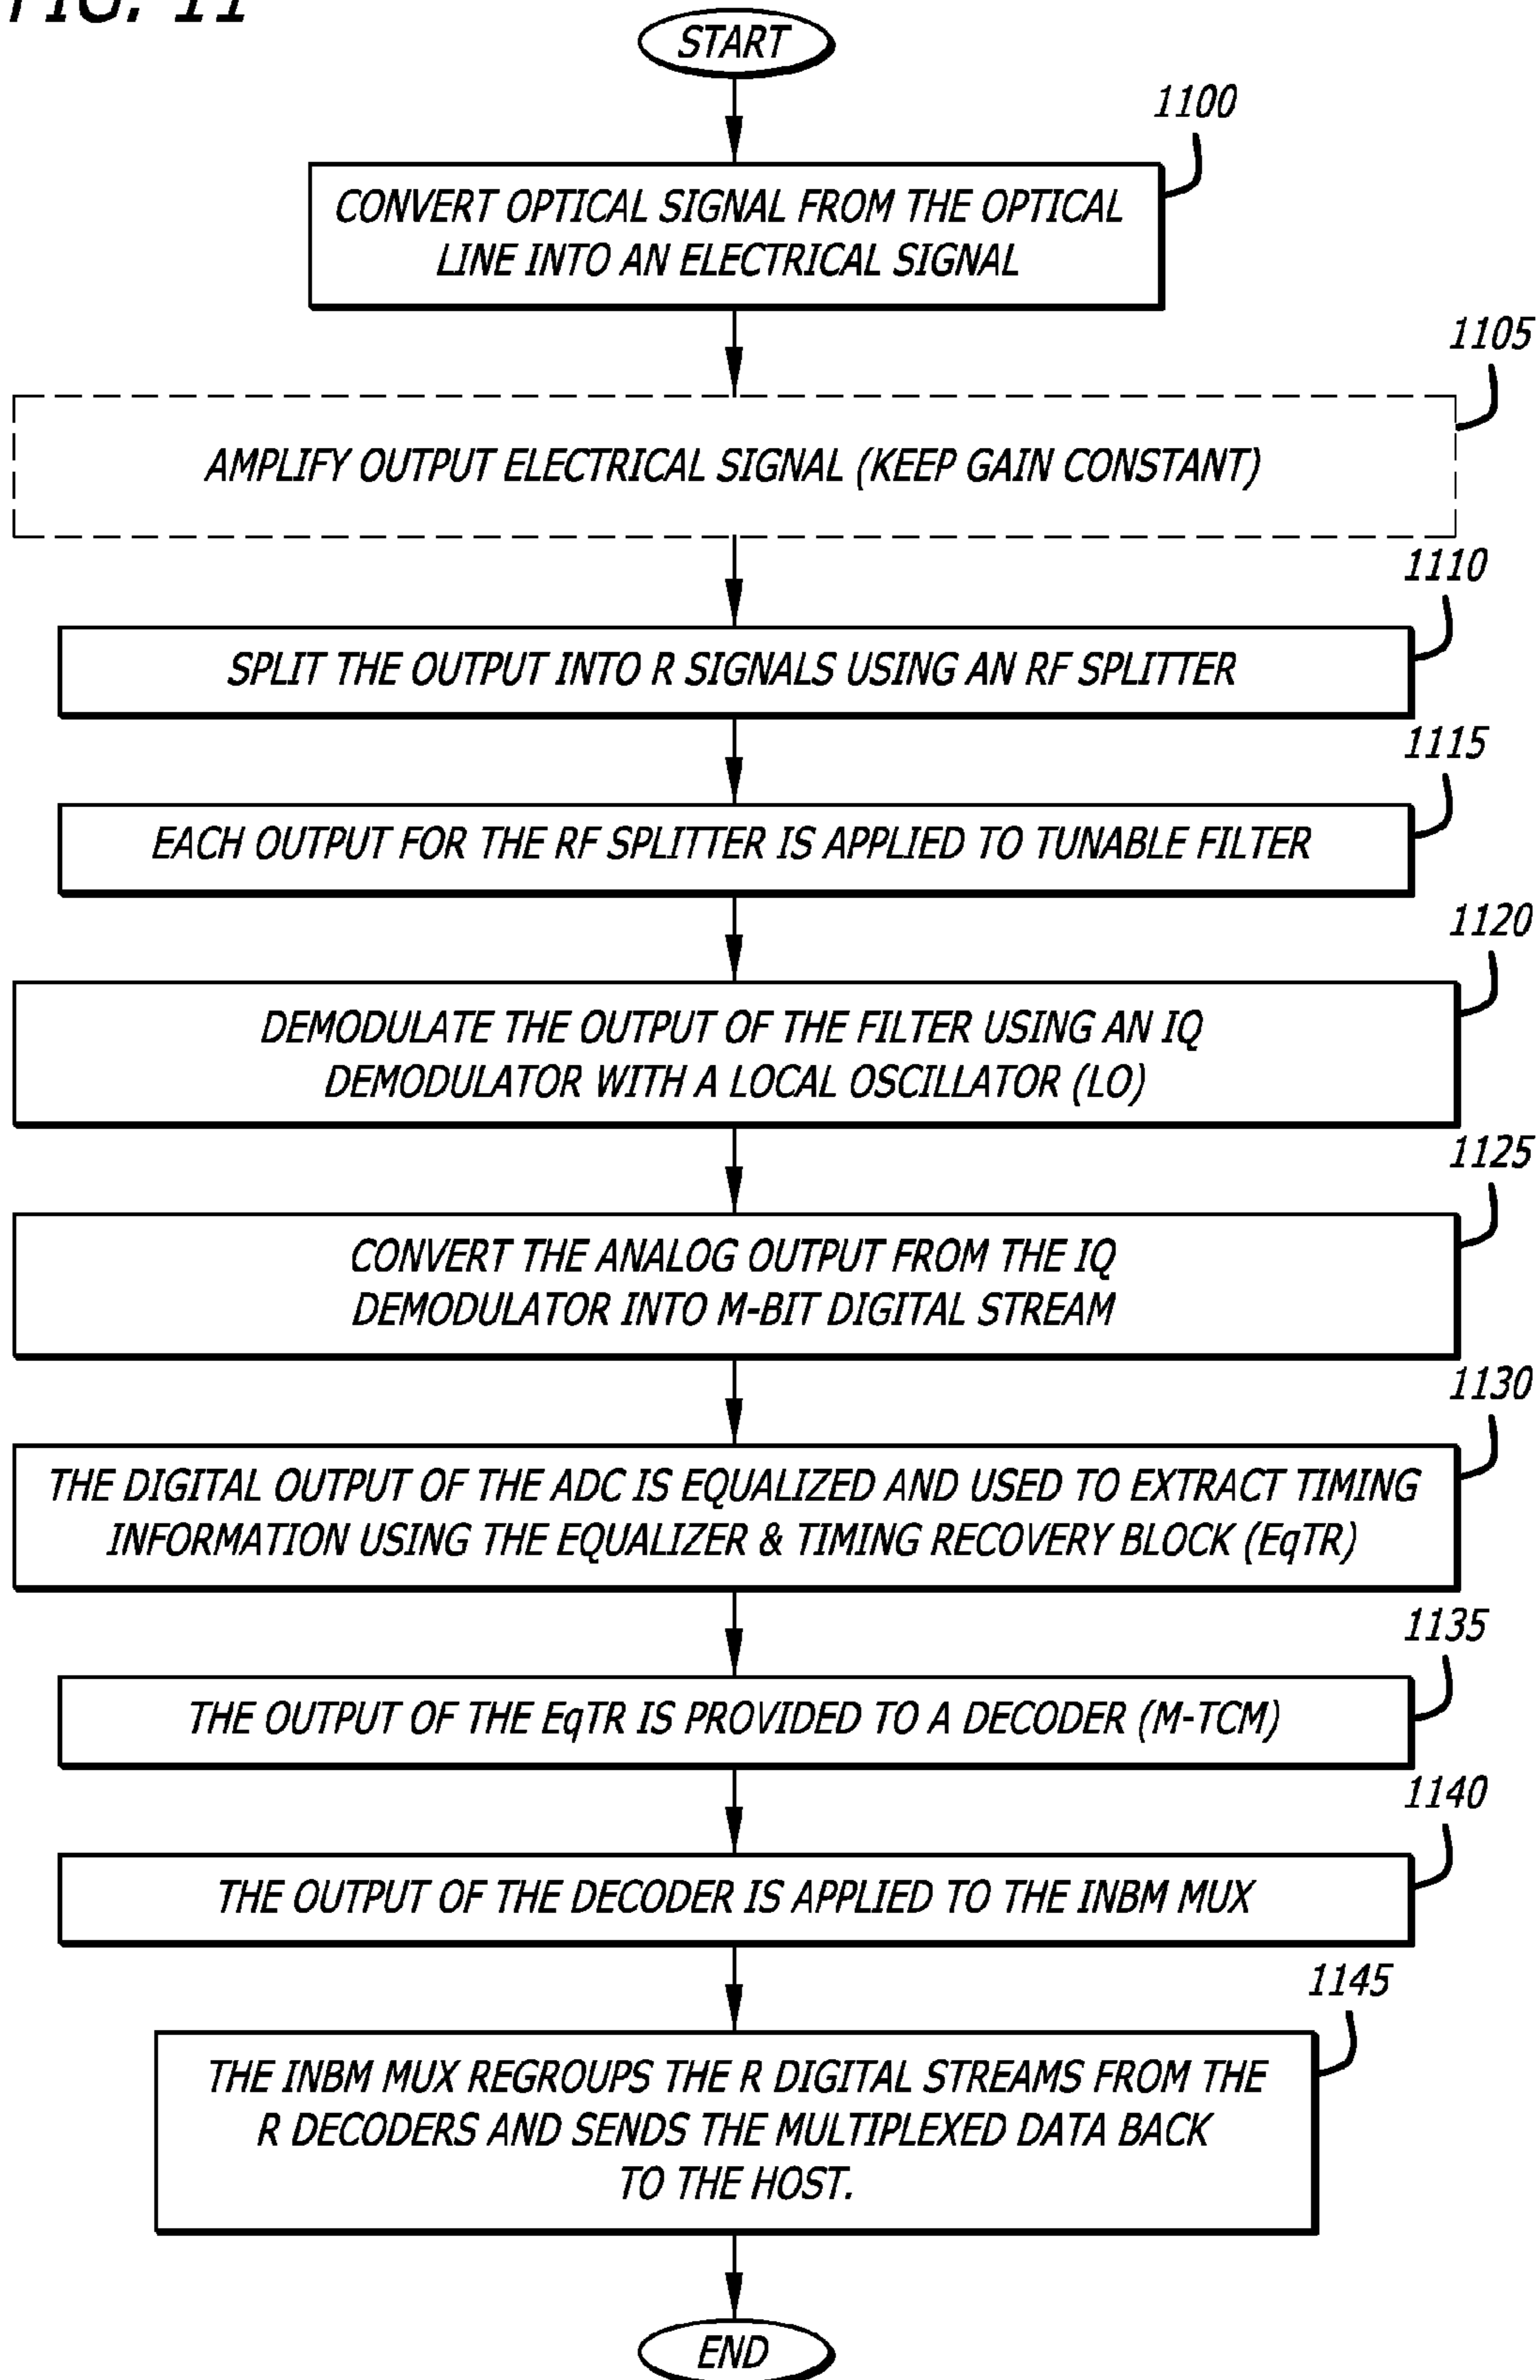 FIG. 11
START
1100
CONVERT OPTICAL SIGNAL FROM THE OPTICAL
LINE INTO AN ELECTRICAL SIGNAL
1105
AMPLIFY OUTPUT ELECTRICAL SIGNAL (KEEP GAIN CONSTANT)
1110
SPLIT THE OUTPUT INTO R SIGNALS USING AN RF SPLITTER
1115
EACH OUTPUT FOR THE RF SPLITTER IS APPLIED TO TUNABLE FILTER
1120
DEMODULATE THE OUTPUT OF THE FILTER USING AN IQ
DEMODULATOR WITH A LOCAL OSCILLATOR (LO)
1125
CONVERT THE ANALOG OUTPUT FROM THE IQ
DEMODULATOR INTO M-BIT DIGITAL STREAM
1130
THE DIGITAL OUTPUT OF THE ADC IS EQUALIZED AND USED TO EXTRACT TIMING
INFORMATION USING THE EQUALIZER & TIMING RECOVERY BLOCK (EqTR)
1135
THE OUTPUT OF THE EqTR IS PROVIDED TO A DECODER (M-TCM)
1140
THE OUTPUT OF THE DECODER IS APPLIED TO THE INBM MUX
1145
THE INBM MUX REGROUPS THE R DIGITAL STREAMS FROM THE
R DECODERS AND SENDS THE MULTIPLEXED DATA BACK
TO THE HOST.
END